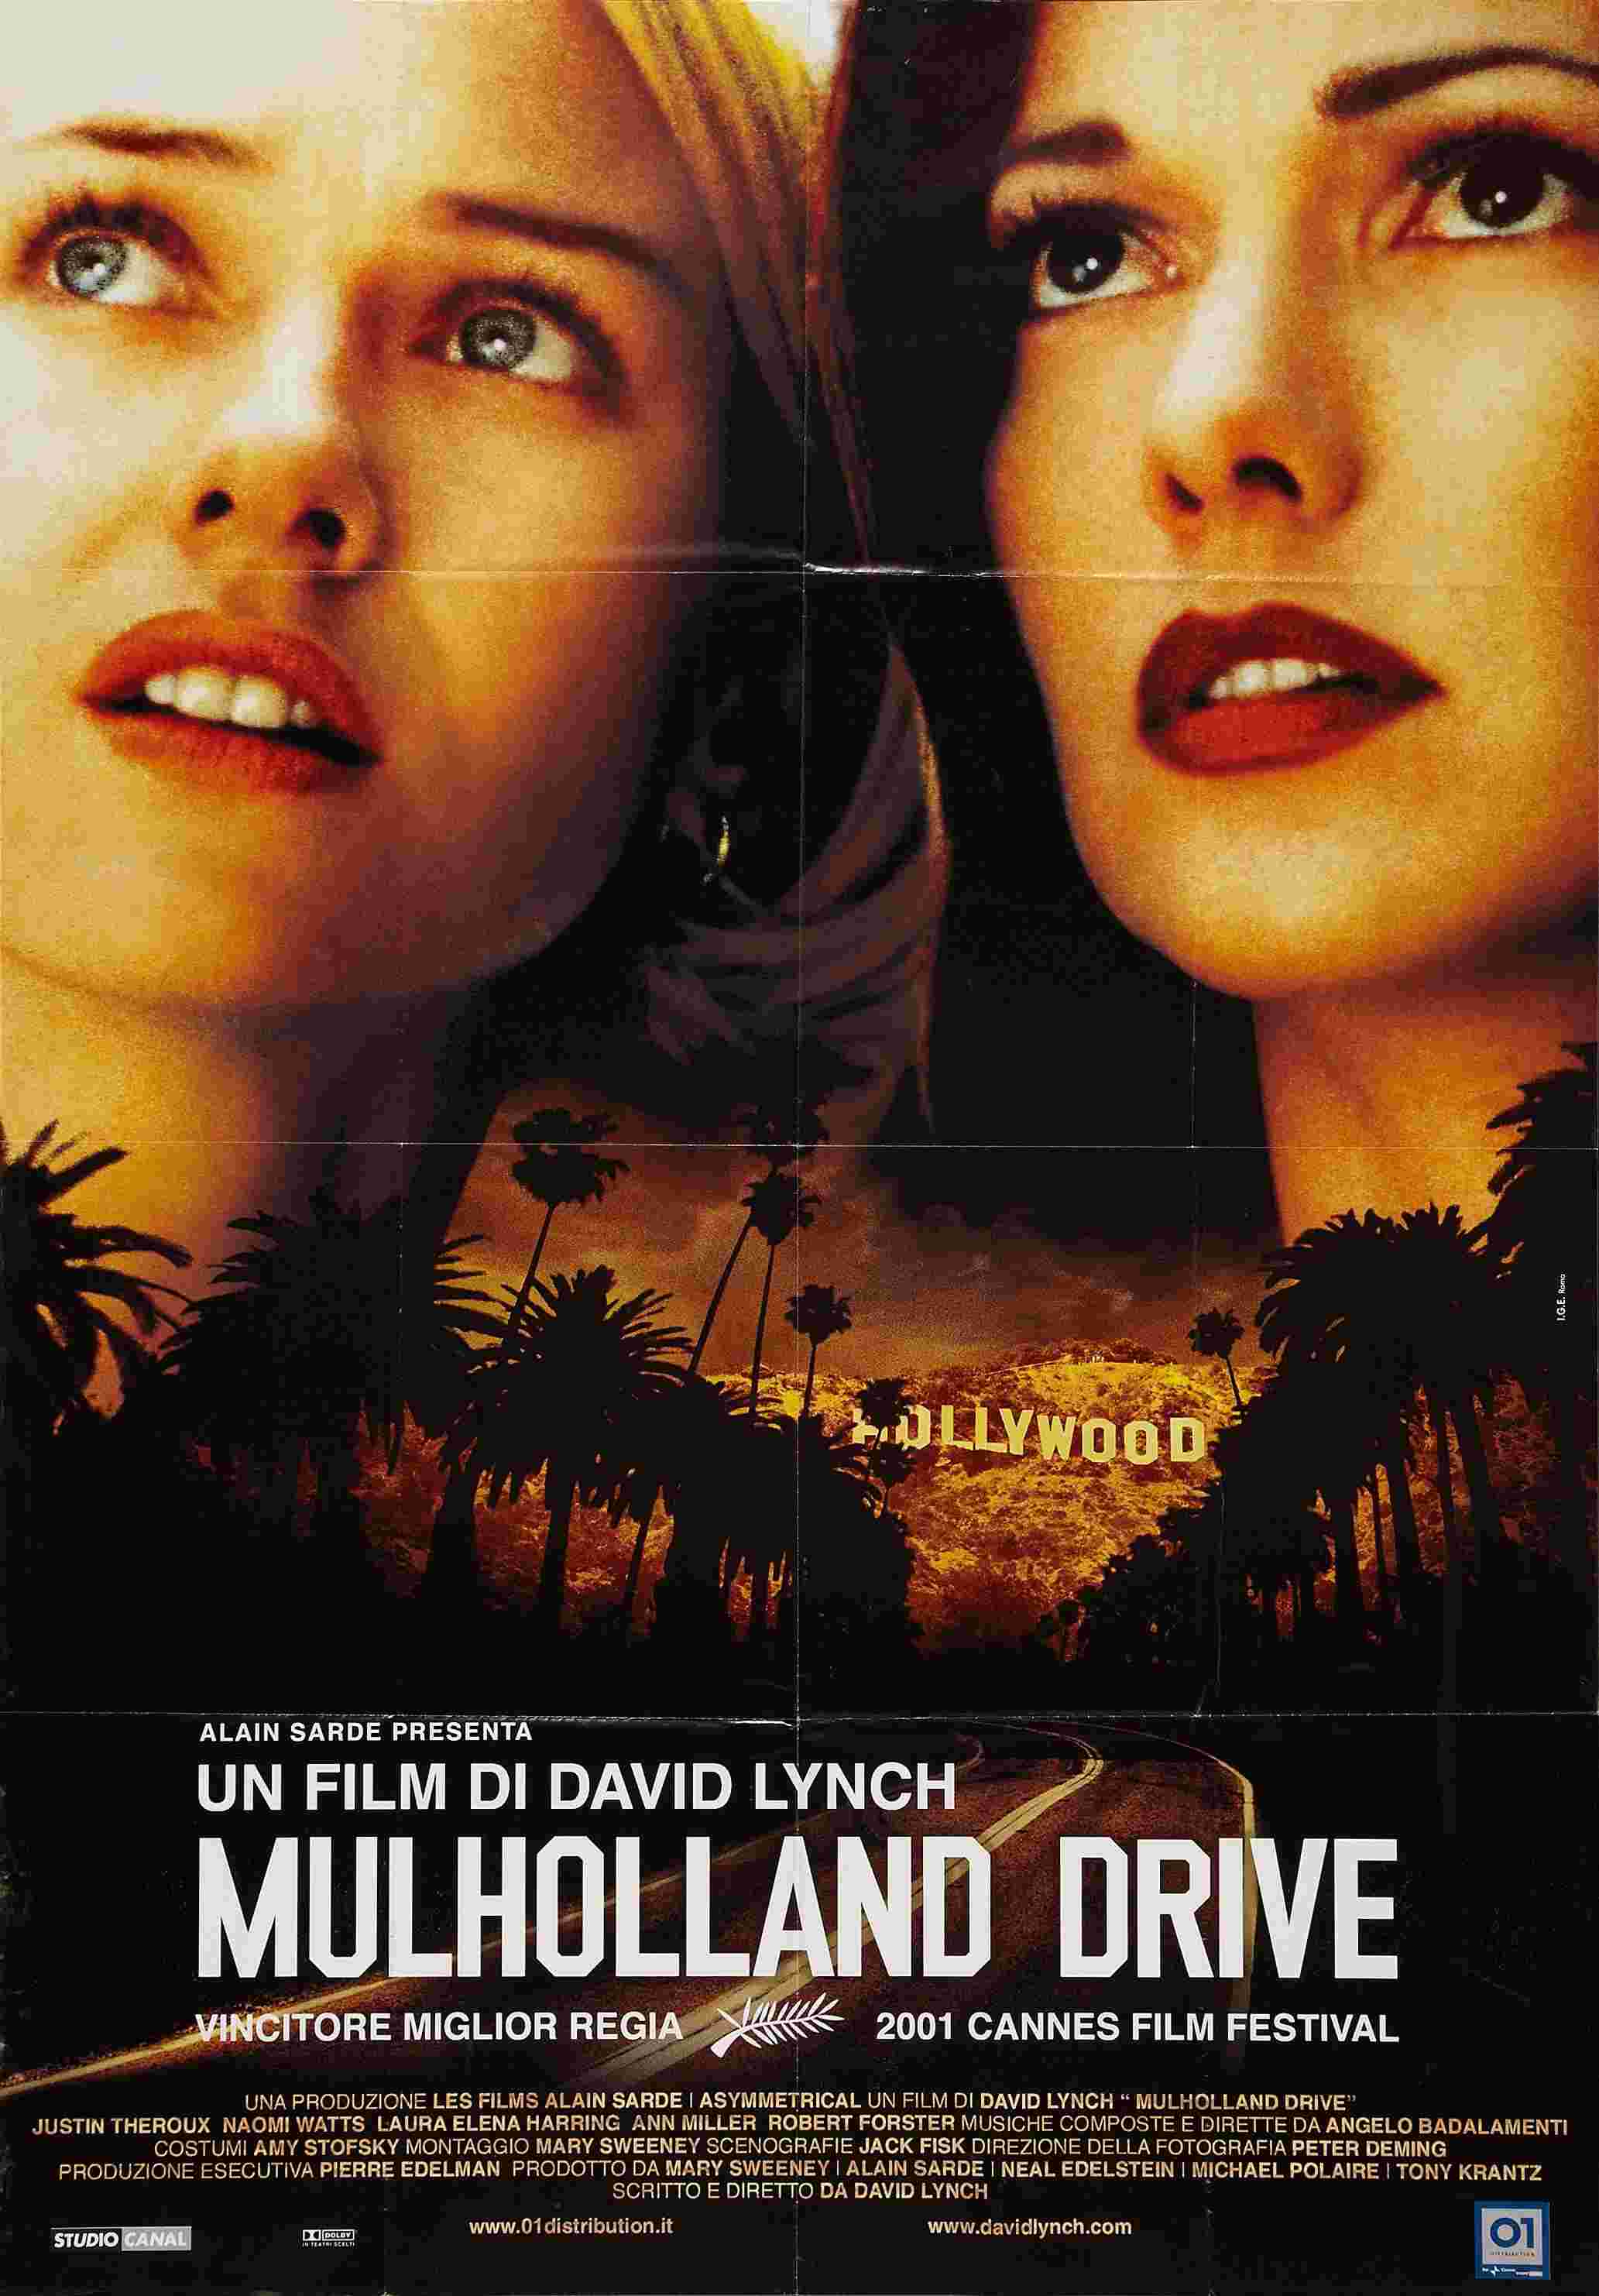 I.G.E. Roma
HOLLYWOOD
ALAIN SARDE PRESENTA
UN FILM DI DAVID LYNCH
MULHOLLAND DRIVE
VINCITORE MIGLIOR REGIA 2001 CANNES FILM FESTIVAL
UNA PRODUZIONE LES FILMS ALAIN SARDE | ASYMMETRICAL UN FILM DI DAVID LYNCH “ MULHOLLAND DRIVE”
JUSTIN THEROUX NAOMI WATTS LAURA ELENA HARRING ANN MILLER ROBERT FORSTER MUSICHE COMPOSTE E DIRETTE DA ANGELO BADALAMENTI
COSTUMI AMY STOFSKY MONTAGGIO MARY SWEENEY SCENOGRAFIE JACK FISK DIREZIONE DELLA FOTOGRAFIA PETER DEMING
PRODUZIONE ESECUTIVA PIERRE EDELMAN PRODOTTO DA MARY SWEENEY | ALAIN SARDE | NEAL EDELSTEIN | MICHAEL POLAIRE | TONY KRANTZ
SCRITTO E DIRETTO DA DAVID LYNCH
STUDIO CANAL
DOLBY
IN TEATRI SCELTI
www.01distribution.it
www.davidlynch.com
01
DISTRIBUTION